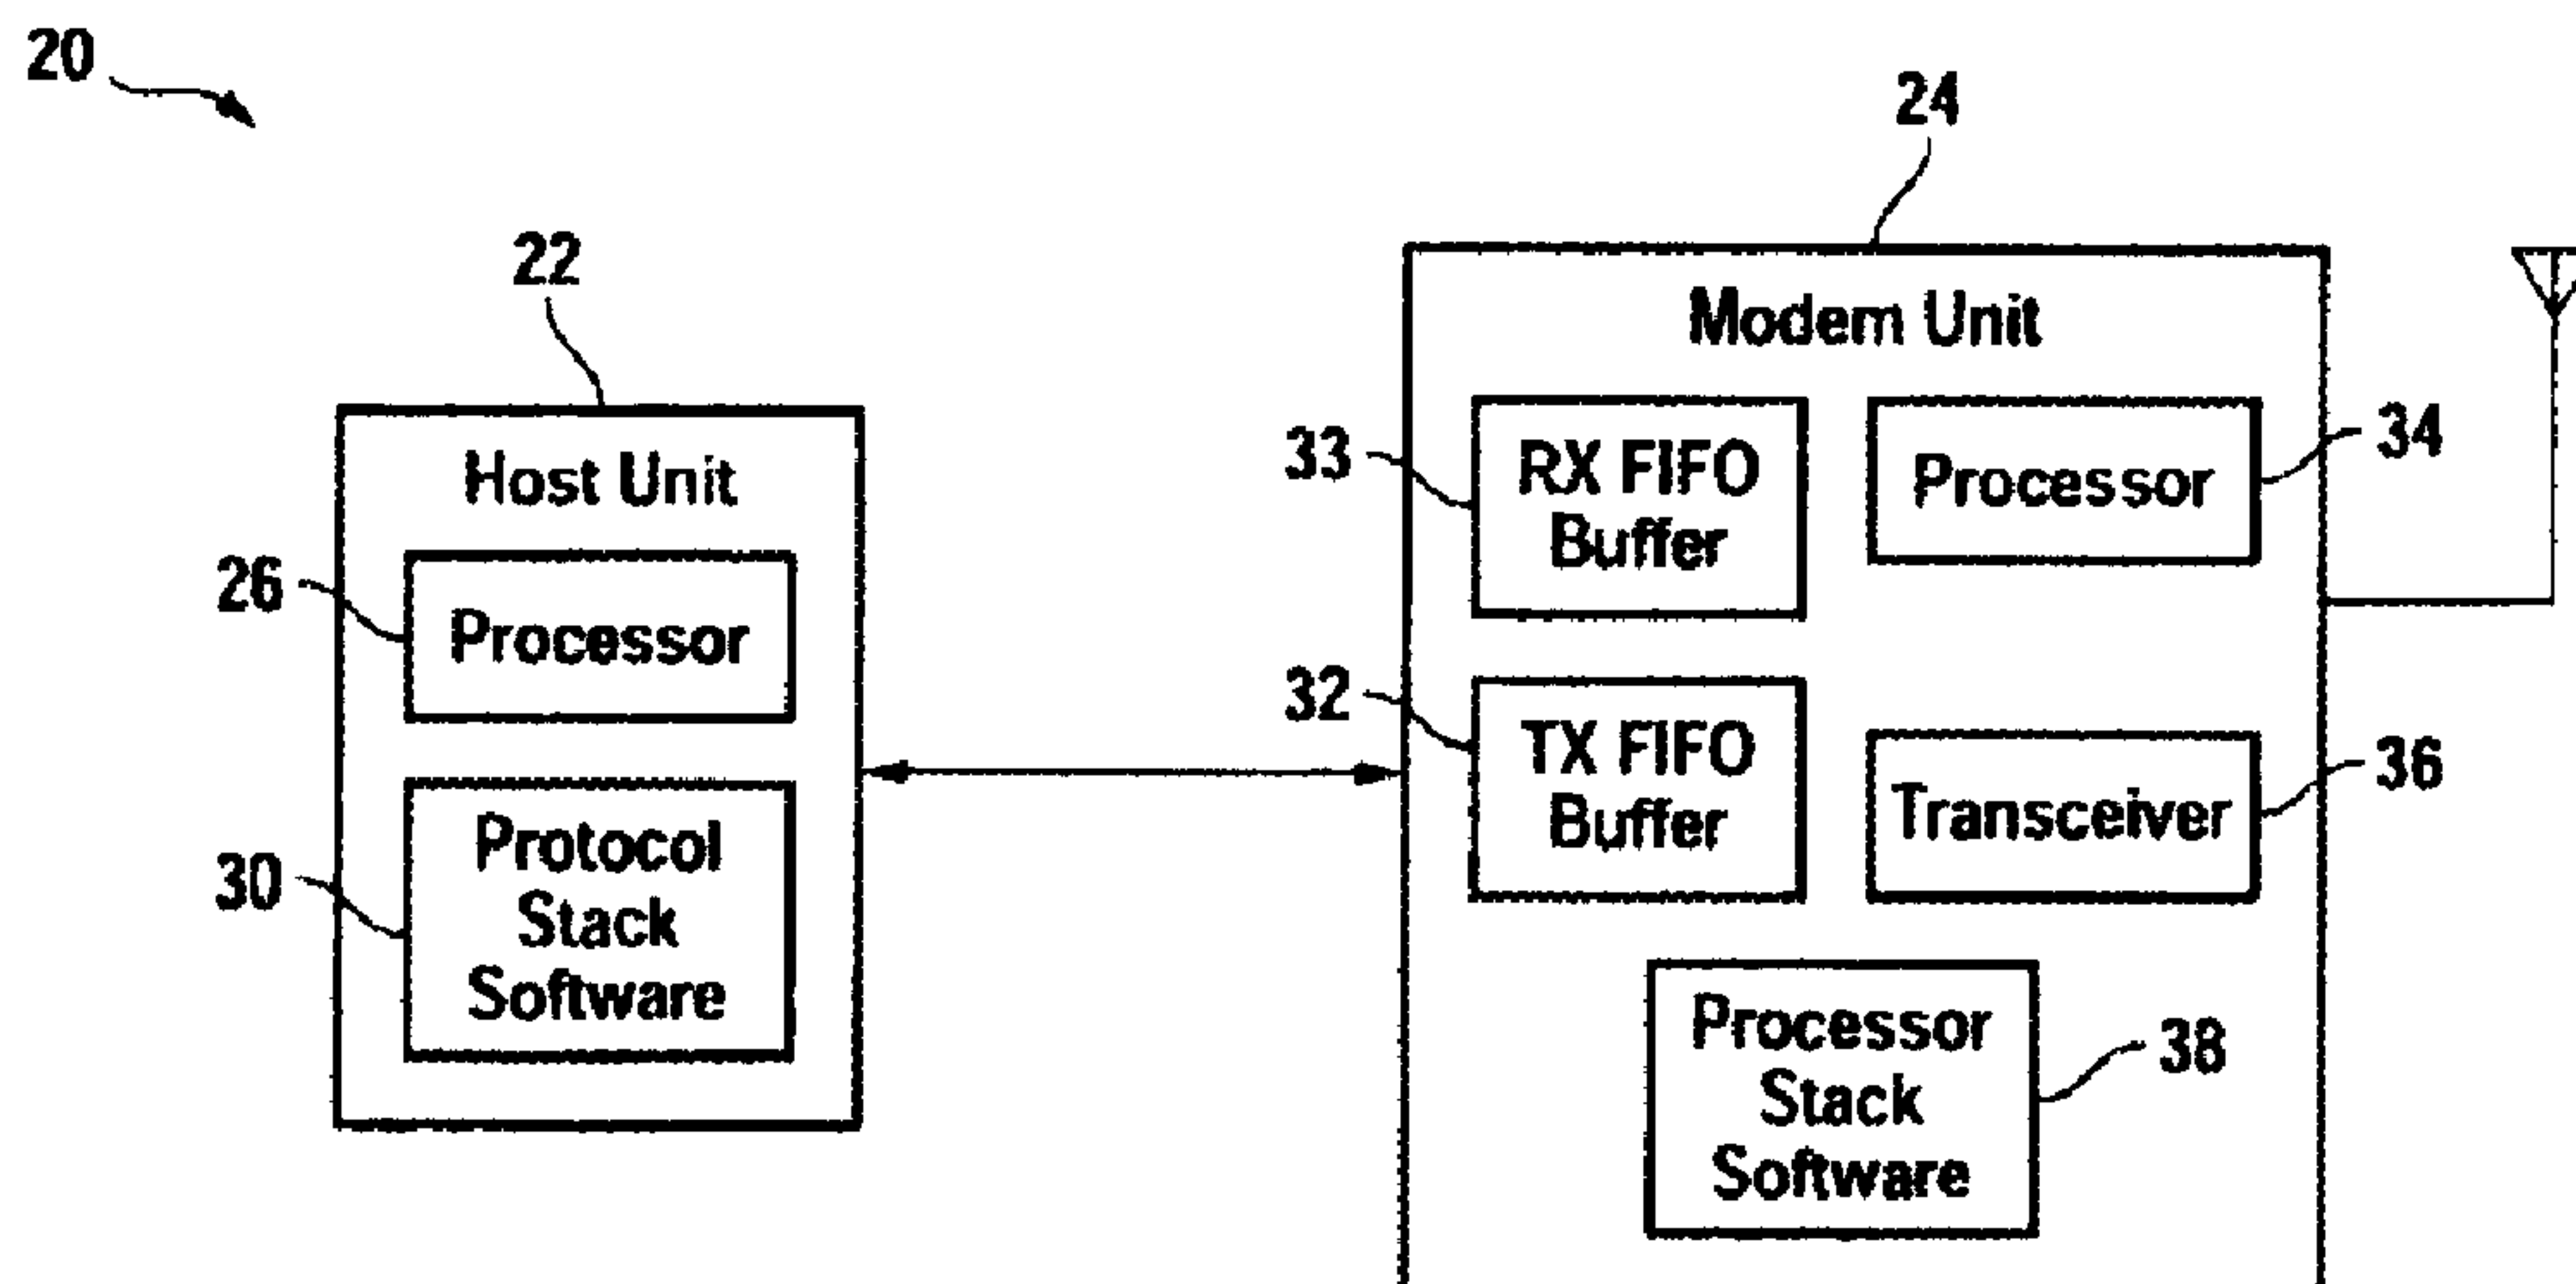 20
24
22
Modem Unit
Host Unit
33
RX FIFO
Buffer
Processor
34
26
Processor
32
TX FIFO
Buffer
Transceiver
36
30
Protocol
Stack
Software
Processor
Stack
Software
38